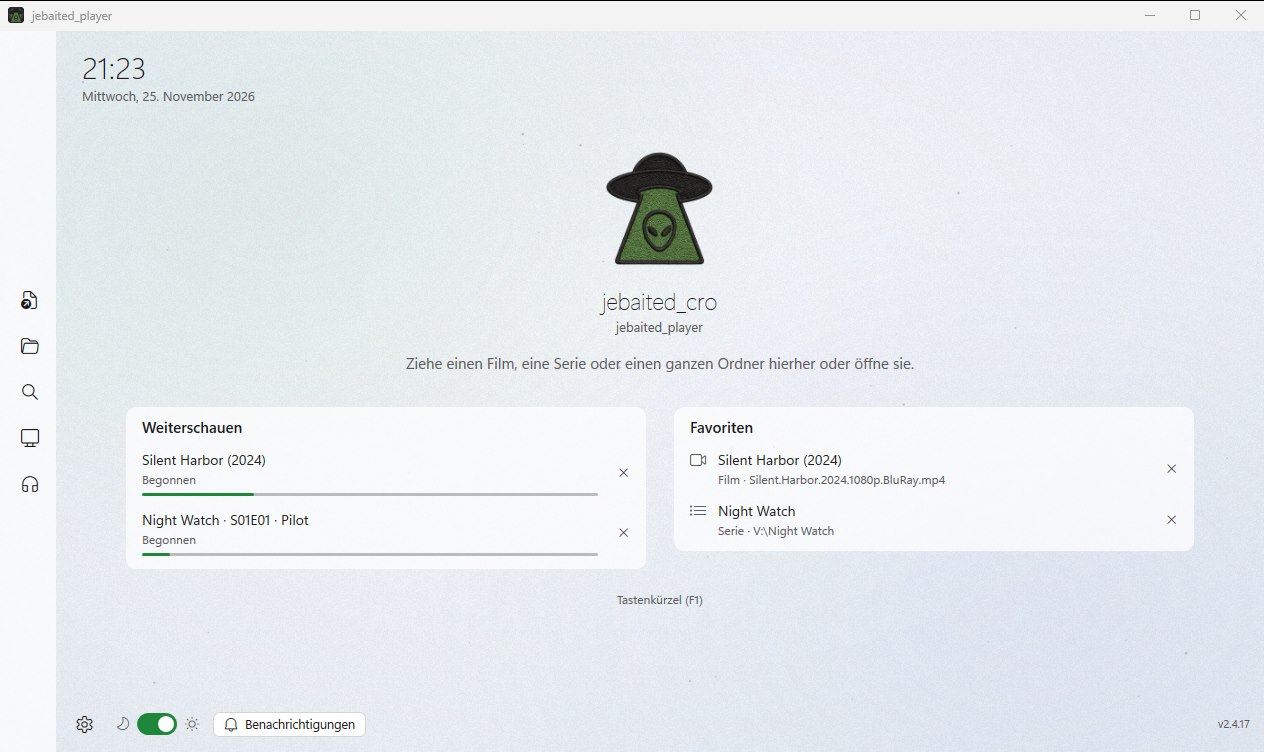 jebaited_player
21:23
Mittwoch, 25. November 2026
jebaited_cro
jebaited_player
Ziehe einen Film, eine Serie oder einen ganzen Ordner hierher oder öffne sie.
Weiterschauen
Silent Harbor (2024)
Begonnen
Night Watch · S01E01 · Pilot
Begonnen
Favoriten
Silent Harbor (2024)
Film · Silent.Harbor.2024.1080p.BluRay.mp4
Night Watch
Serie · V:\Night Watch
Tastenkürzel (F1)
Benachrichtigungen
v2.4.17